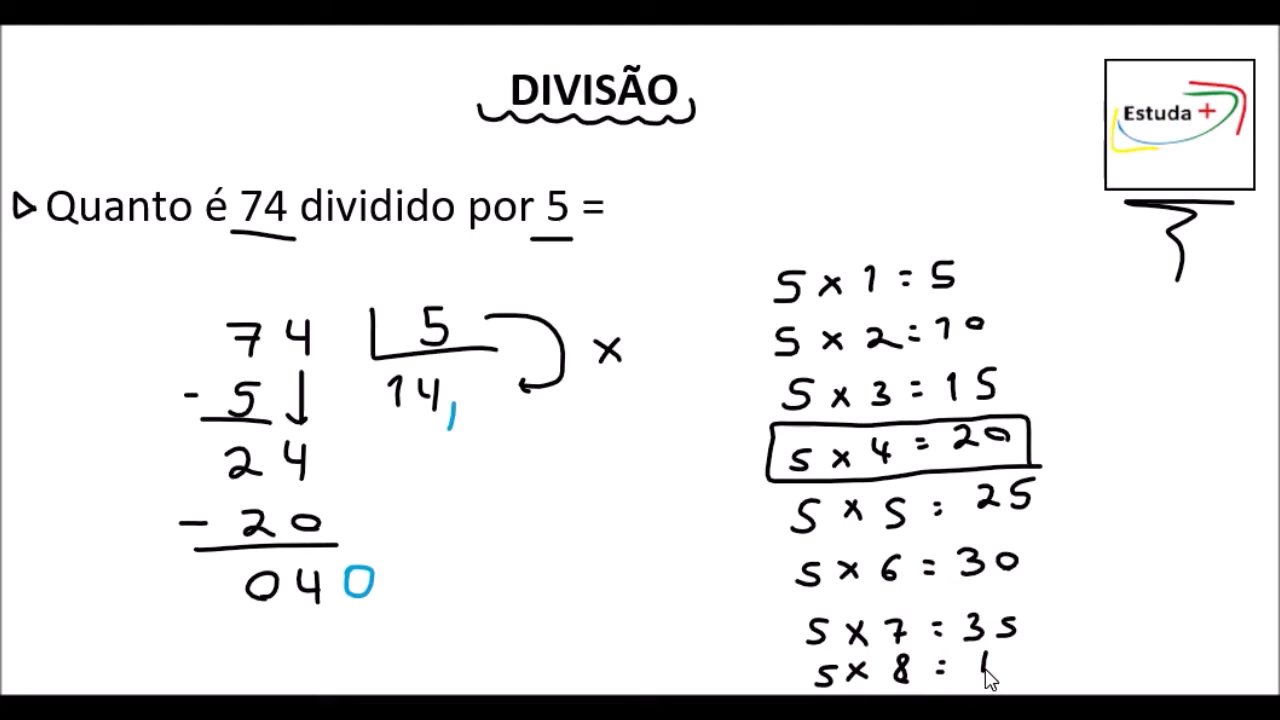 DIVISÃO
Estuda +
Quanto é 74 dividido por 5 =
74 5
- 5 14,
24
- 20
040
x
5 x 1 = 5
5 x 2 = 10
5 x 3 = 15
5 x 4 = 20
5 x 5 = 25
5 x 6 = 30
5 x 7 = 35
5 x 8 =